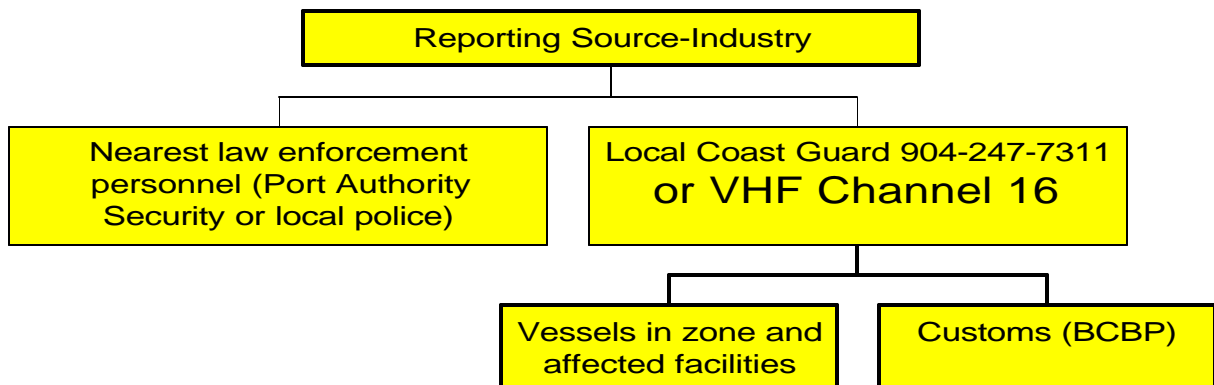 Reporting Source-Industry
Nearest law enforcement
personnel (Port Authority
Security or local police)
Local Coast Guard 904-247-7311
or VHF Channel 16
Vessels in zone and
affected facilities
Customs (BCBP)